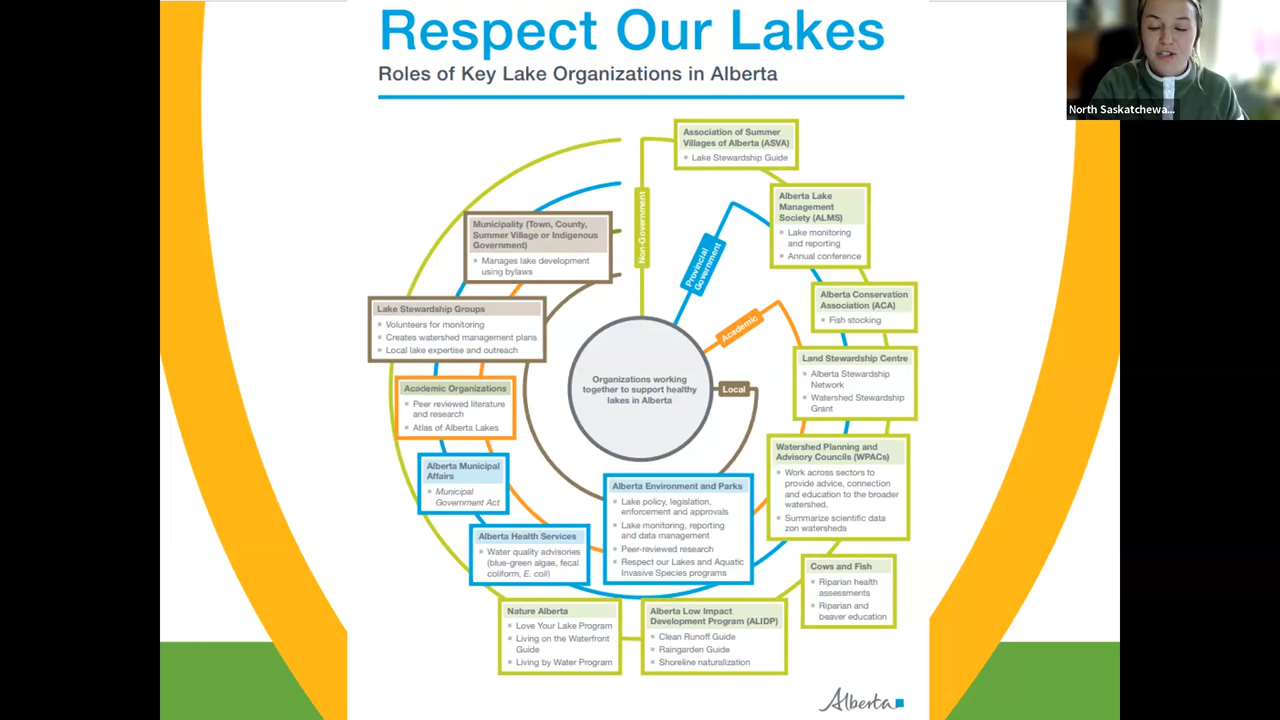 Respect Our Lakes
Roles of Key Lake Organizations in Alberta
North Saskatchewa...
Association of Summer
Villages of Alberta (ASVA)
Lake Stewardship Guide
Non-Government
Provincial
Government
Academic
Local
Organizations working
together to support healthy
lakes in Alberta
Alberta Lake
Management
Society (ALMS)
Lake monitoring
and reporting
Annual conference
Alberta Conservation
Association (ACA)
Fish stocking
Land Stewardship Centre
Alberta Stewardship
Network
Watershed Stewardship
Grant
Watershed Planning and
Advisory Councils (WPACs)
Work across sectors to
provide advice, connection
and education to the broader
watershed.
Summarize scientific data
zon watersheds
Cows and Fish
Riparian health
assessments
Riparian and
beaver education
Alberta Low Impact
Development Program (ALIDP)
Clean Runoff Guide
Raingarden Guide
Shoreline naturalization
Nature Alberta
Love Your Lake Program
Living on the Waterfront
Guide
Living by Water Program
Alberta Environment and Parks
Lake policy, legislation,
enforcement and approvals
Lake monitoring, reporting
and data management
Peer-reviewed research
Respect our Lakes and Aquatic
Invasive Species programs
Alberta Health Services
Water quality advisories
(blue-green algae, fecal
coliform, E. coli)
Alberta Municipal
Affairs
Municipal
Government Act
Academic Organizations
Peer reviewed literature
and research
Atlas of Alberta Lakes
Lake Stewardship Groups
Volunteers for monitoring
Creates watershed management plans
Local lake expertise and outreach
Municipality (Town, County,
Summer Village or Indigenous
Government)
Manages lake development
using bylaws
Alberta